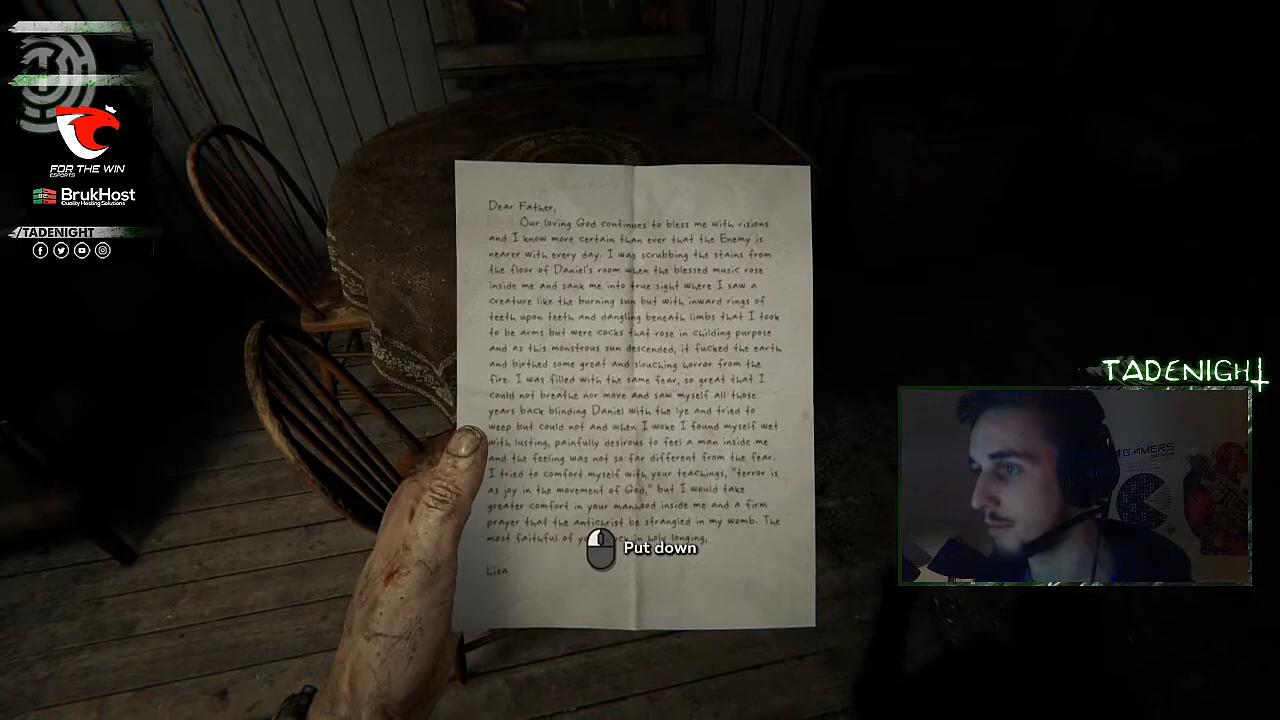 FOR THE WIN
ESPORTS
BrukHost
Quality Hosting Solutions
/TADENIGHT
Dear Father,
Our loving God continues to bless me with visions
and I know more certain than ever that the Enemy is
nearer with every day. I was scrubbing the stains from
the floor of Daniel's room when the blessed music rose
inside me and sank me into true sight where I saw a
creature like the burning sun but with inward rings of
teeth upon teeth and dangling beneath limbs that I took
to be arms but were cocks that rose in childing purpose
and as this monstrous sun descended, it fucked the earth
and birthed some great and slouching horror from the
fire. I was filled with the same fear, so great that I
could not breathe nor move and saw myself all those
years back blinding Daniel with the lye and tried to
weep but could not and when I woke I found myself wet
with lusting, painfully desirous to feel a man inside me
and the feeling was not so far different from the fear.
I tried to comfort myself with your teachings, "terror is
as joy in the movement of God," but I would take
greater comfort in your manhood inside me and a firm
prayer that the antichrist be strangled in my womb. The
most faithful of in holy longing,
Put down
TADENIGHT
GAMERS